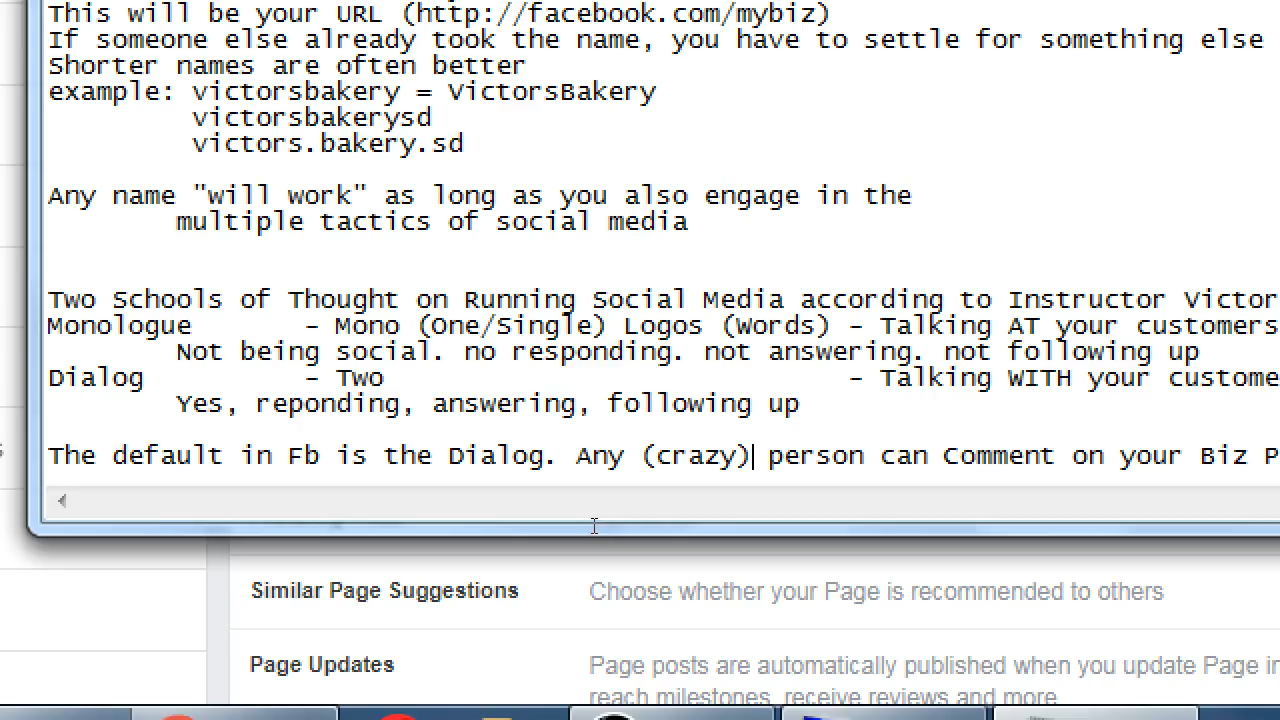 This will be your URL (http://facebook.com/mybiz)
If someone else already took the name, you have to settle for something else
Shorter names are often better
example: victorsbakery = VictorsBakery
victorsbakerysd
victors.bakery.sd
Any name "will work" as long as you also engage in the
multiple tactics of social media
Two Schools of Thought on Running Social Media according to Instructor Victor
Monologue - Mono (One/Single) Logos (Words) - Talking AT your customers
Not being social. no responding. not answering. not following up
Dialog - Two - Talking WITH your custome
Yes, reponding, answering, following up
The default in Fb is the Dialog. Any (crazy) person can Comment on your Biz P
Similar Page Suggestions Choose whether your Page is recommended to others
Page Updates Page posts are automatically published when you update Page in
reach milestones, receive reviews and more